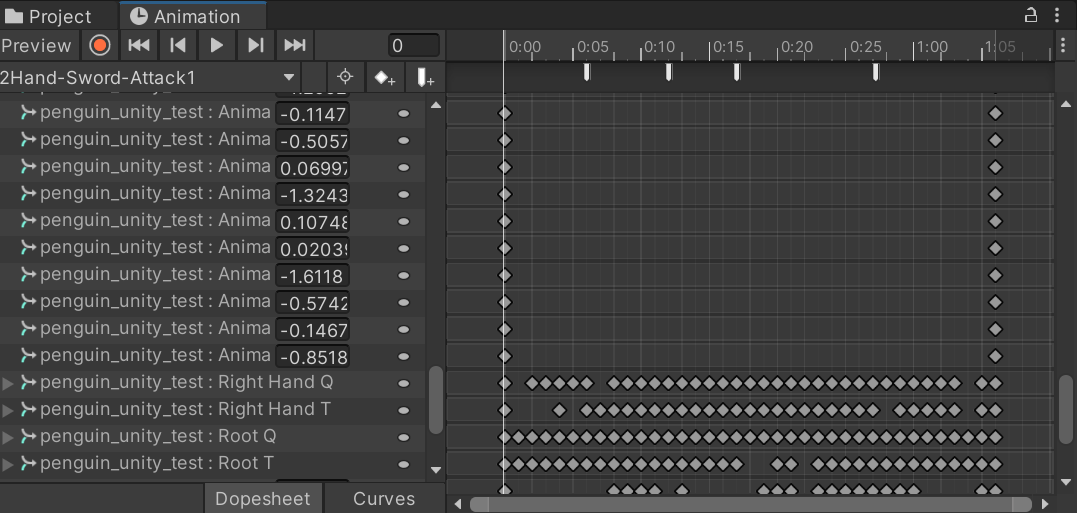 Project Animation
Preview 0 0:00 0:05 0:10 0:15 0:20 0:25 1:00 1:05
2Hand-Sword-Attack1
penguin_unity_test : Anima -0.1147
penguin_unity_test : Anima -0.5057
penguin_unity_test : Anima 0.06997
penguin_unity_test : Anima -1.3243
penguin_unity_test : Anima 0.10748
penguin_unity_test : Anima 0.0203
penguin_unity_test : Anima -1.6118
penguin_unity_test : Anima -0.5742
penguin_unity_test : Anima -0.1467
penguin_unity_test : Anima -0.8518
penguin_unity_test : Right Hand Q
penguin_unity_test : Right Hand T
penguin_unity_test : Root Q
penguin_unity_test : Root T
Dopesheet Curves